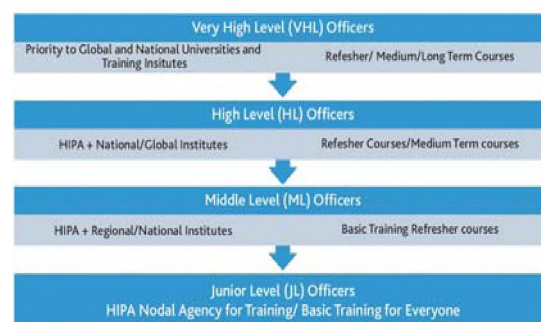 Very High Level (VHL) Officers
Priority to Global and National Universities and
Training Insitutes
Refesher/ Medium/Long Term Courses
High Level (HL) Officers
HIPA + National/Global Institutes
Refresher Courses/Medium Term courses
Middle Level (ML) Officers
HIPA + Regional/National Institutes
Basic Training Refresher courses
Junior Level (JL) Officers
HIPA Nodal Agency for Training/ Basic Training for Everyone